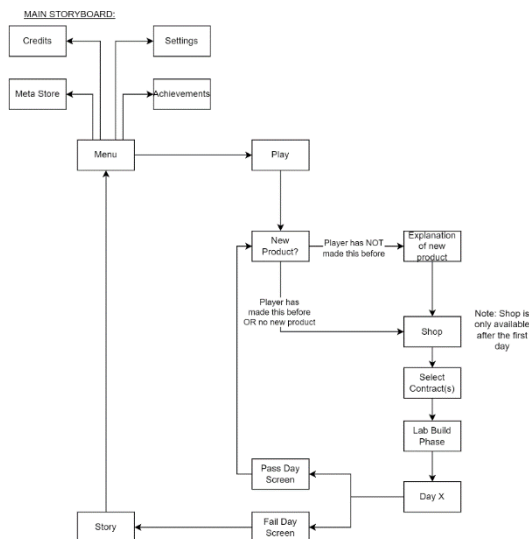 MAIN STORYBOARD:
Credits
Settings
Meta Store
Achievements
Menu
Play
New
Product?
Player has NOT
made this before
Explanation
of new
product
Player has
made this before
OR no new product
Shop
Note: Shop is
only available
after the first
day
Select
Contract(s)
Lab Build
Phase
Pass Day
Screen
Day X
Story
Fail Day
Screen